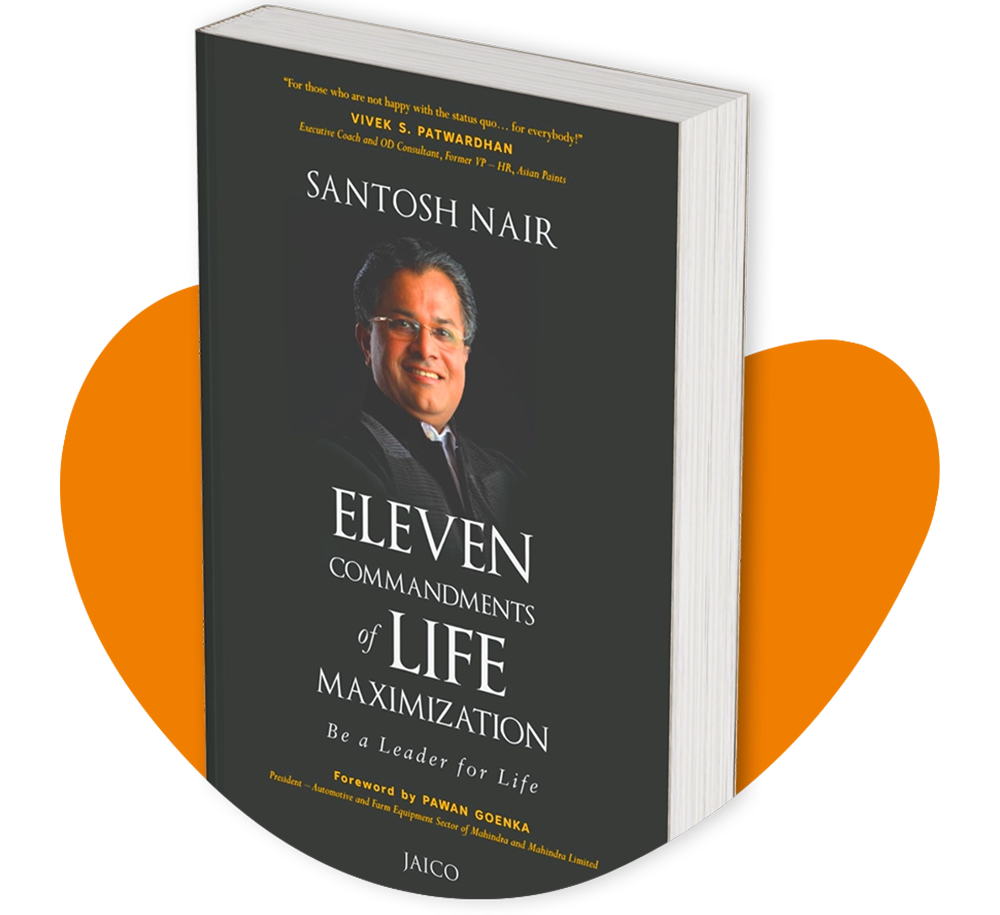 “For those who are not happy with the status quo... for everybody!”
VIVEK S. PATWARDHAN
Executive Coach and OD Consultant, Former VP – HR, Asian Paints
SANTOSH NAIR
ELEVEN
COMMANDMENTS
of LIFE
MAXIMIZATION
Be a Leader for Life
Foreword by PAWAN GOENKA
President – Automotive and Farm Equipment Sector of Mahindra and Mahindra Limited
JAICO